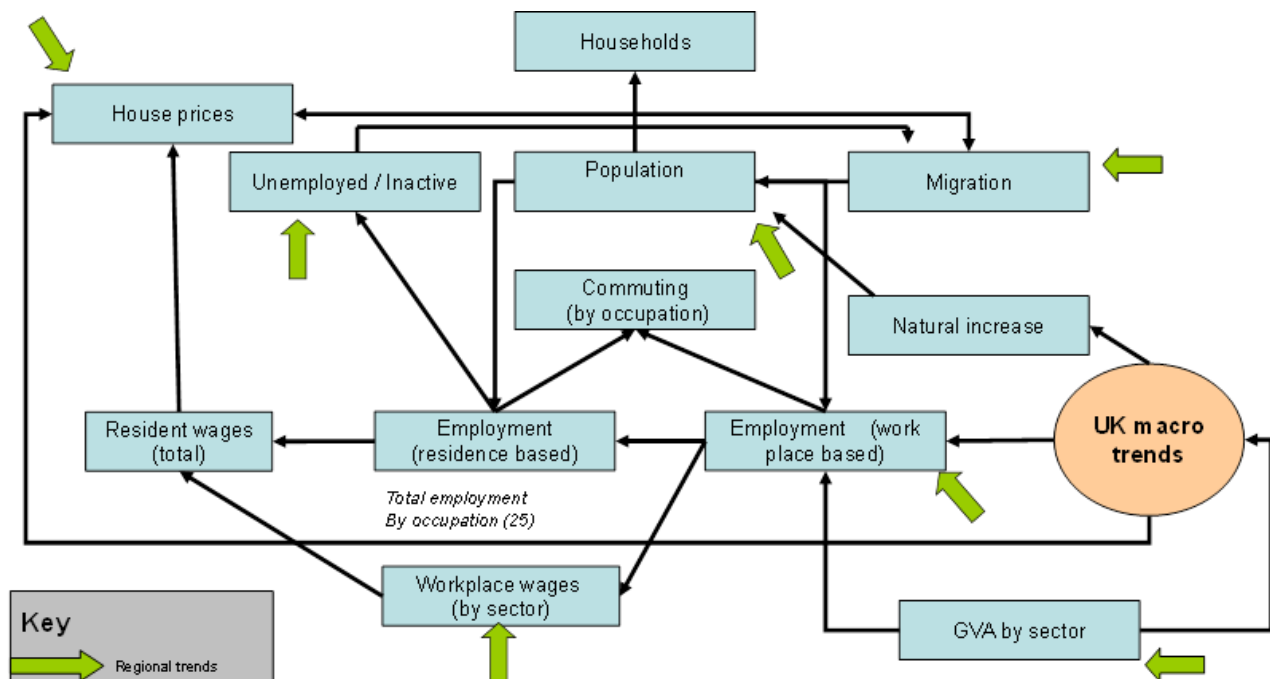 Households
House prices
Unemployed / Inactive
Population
Migration
Commuting
(by occupation)
Natural increase
Resident wages
(total)
Employment
(residence based)
Employment (work
place based)
UK macro
trends
Total employment
By occupation (25)
Workplace wages
(by sector)
GVA by sector
Key
Regional trends